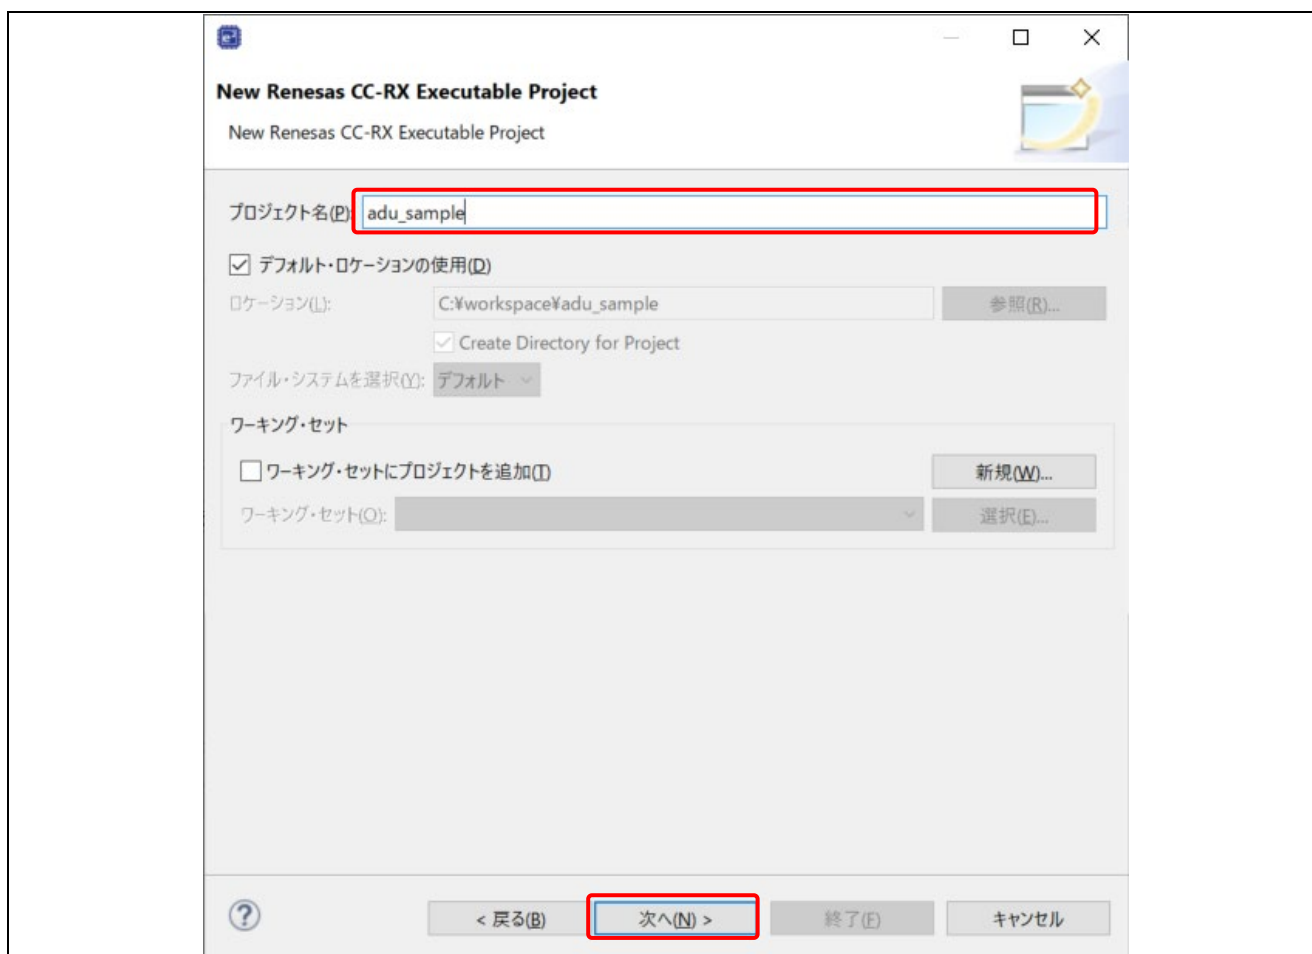 New Renesas CC-RX Executable Project
New Renesas CC-RX Executable Project
プロジェクト名(P): adu_sample
デフォルト・ロケーションの使用(D)
ロケーション(L): C:¥workspace¥adu_sample 参照(R)...
Create Directory for Project
ファイル・システムを選択(Y): デフォルト
ワーキング・セット
ワーキング・セットにプロジェクトを追加(T) 新規(W)...
ワーキング・セット(O): 選択(E)...
? < 戻る(B) 次へ(N) > 終了(F) キャンセル